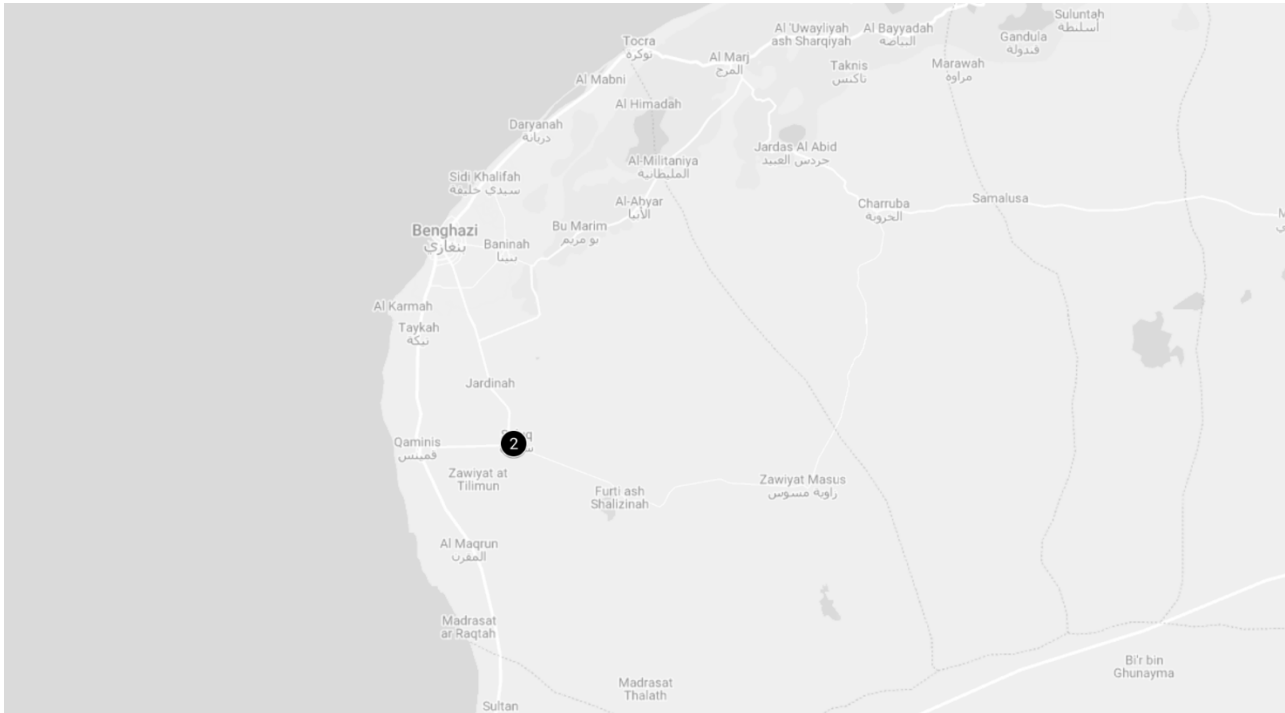 Suluntah
أسلنطة
Al 'Uwayliyah
ash Sharqiyah
Al Bayyadah
البياضة
Gandula
قندولة
Tocra
توكرة
Al Marj
المرج
Taknis
تاكنس
Marawah
مراوة
Al Mabni
Al Himadah
Daryanah
دريانة
Jardas Al Abid
جردس العبيد
Al-Militaniya
المليطانية
Sidi Khalifah
سيدي خليفة
Al-Abyar
الأبيا
Charruba
الخروبة
Samalusa
M
ي
Benghazi
بنغازي
Baninah
بنينا
Bu Marim
بو مريم
Al Karmah
Taykah
تيكة
Jardinah
Qaminis
قمينس
2
Zawiyat at
Tilimun
Furti ash
Shalizinah
Zawiyat Masus
زاوية مسوس
Al Maqrun
المقرن
Madrasat
ar Raqtah
Madrasat
Thalath
Bi'r bin
Ghunayma
Sultan